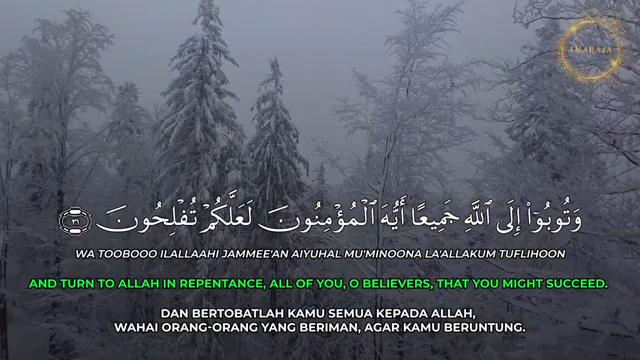 AMARAJA
وَتُوبُوٓا۟ إِلَى ٱللَّهِ جَمِيعًا أَيُّهَ ٱلْمُؤْمِنُونَ لَعَلَّكُمْ تُفْلِحُونَ ٣١
WA TOOBOOO ILALLAAHI JAMMEE'AN AIYUHAL MU'MINOONA LA'ALLAKUM TUFLIHOON
AND TURN TO ALLAH IN REPENTANCE, ALL OF YOU, O BELIEVERS, THAT YOU MIGHT SUCCEED.
DAN BERTOBATLAH KAMU SEMUA KEPADA ALLAH,
WAHAI ORANG-ORANG YANG BERIMAN, AGAR KAMU BERUNTUNG.